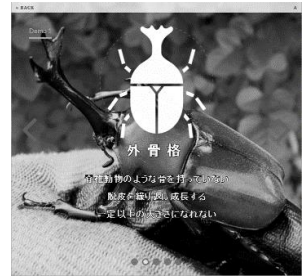 < BACK
外骨格
脊椎動物のような骨を持っていない
脱皮を繰り返し成長する
一定以上の大きさになれない